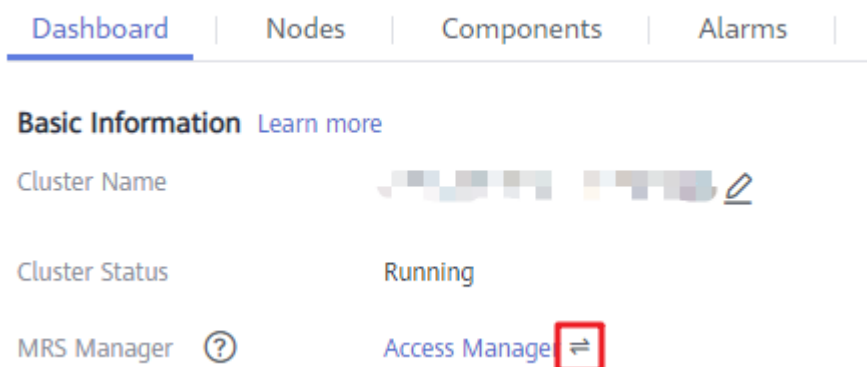 Dashboard Nodes Components Alarms
Basic Information Learn more
Cluster Name
Cluster Status Running
MRS Manager ? Access Manager